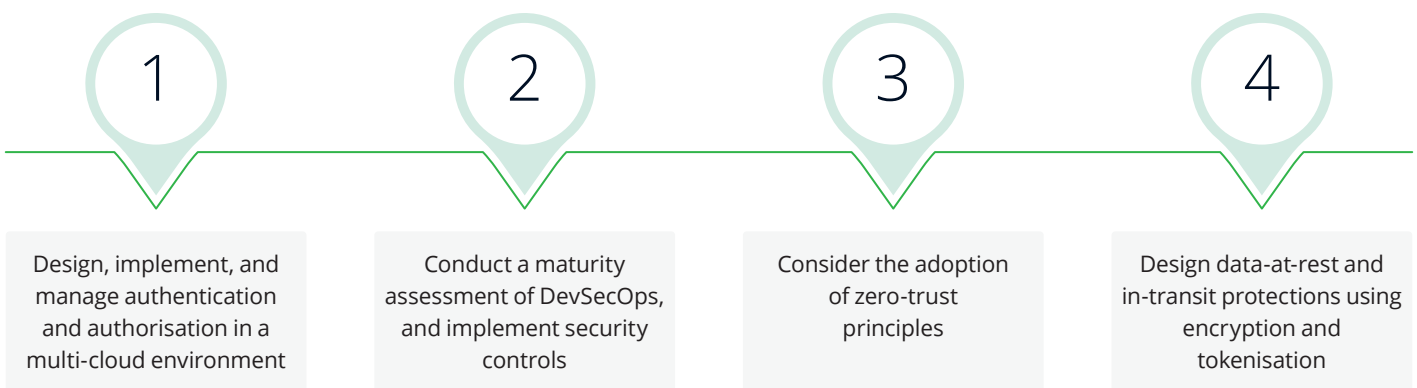 1
Design, implement, and
manage authentication
and authorisation in a
multi-cloud environment
2
Conduct a maturity
assessment of DevSecOps,
and implement security
controls
3
Consider the adoption
of zero-trust
principles
4
Design data-at-rest and
in-transit protections using
encryption and
tokenisation